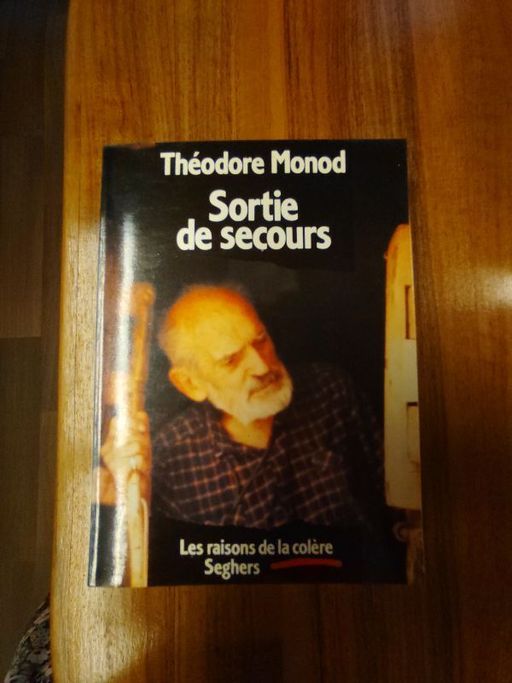 Théodore Monod
Sortie
de secours
Les raisons de la colère
Seghers